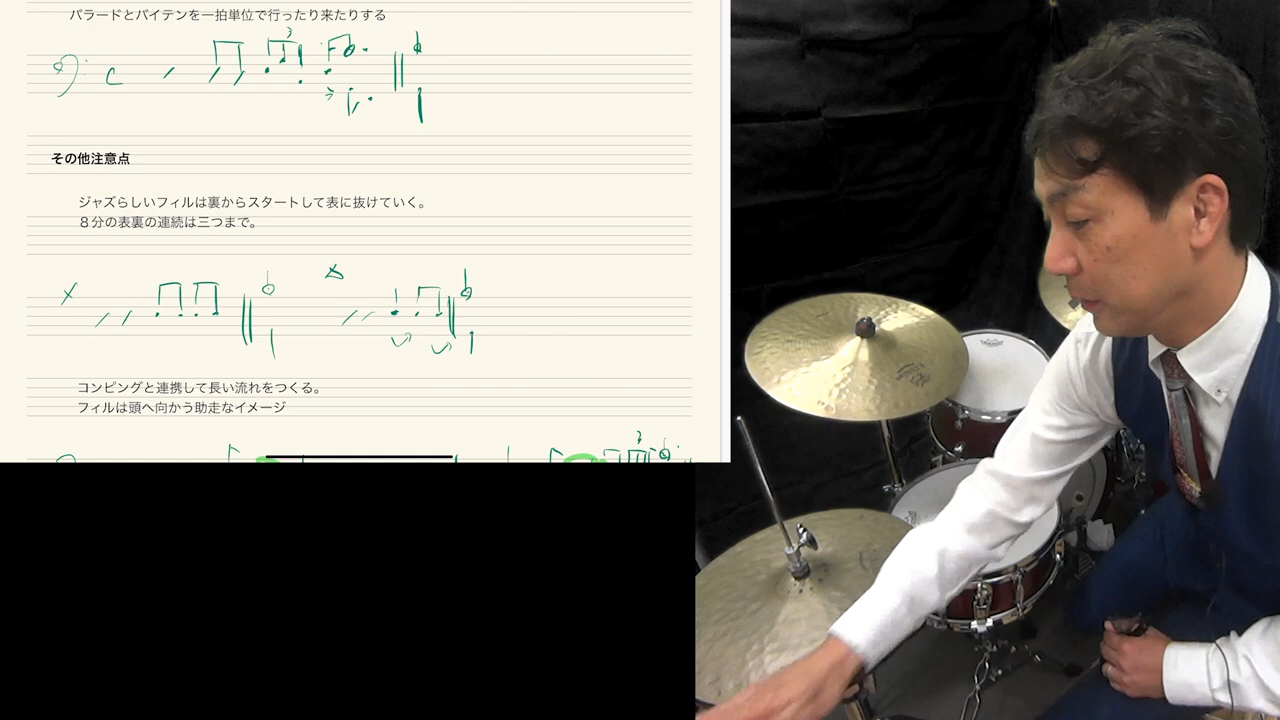 パラードとバイテンを一拍単位で行ったり来たりする
3
その他注意点
ジャズらしいフィルは裏からスタートして表に抜けていく。
８分の表裏の連続は三つまで。
コンピングと連携して長い流れをつくる。
フィルは頭へ向かう助走なイメージ
3